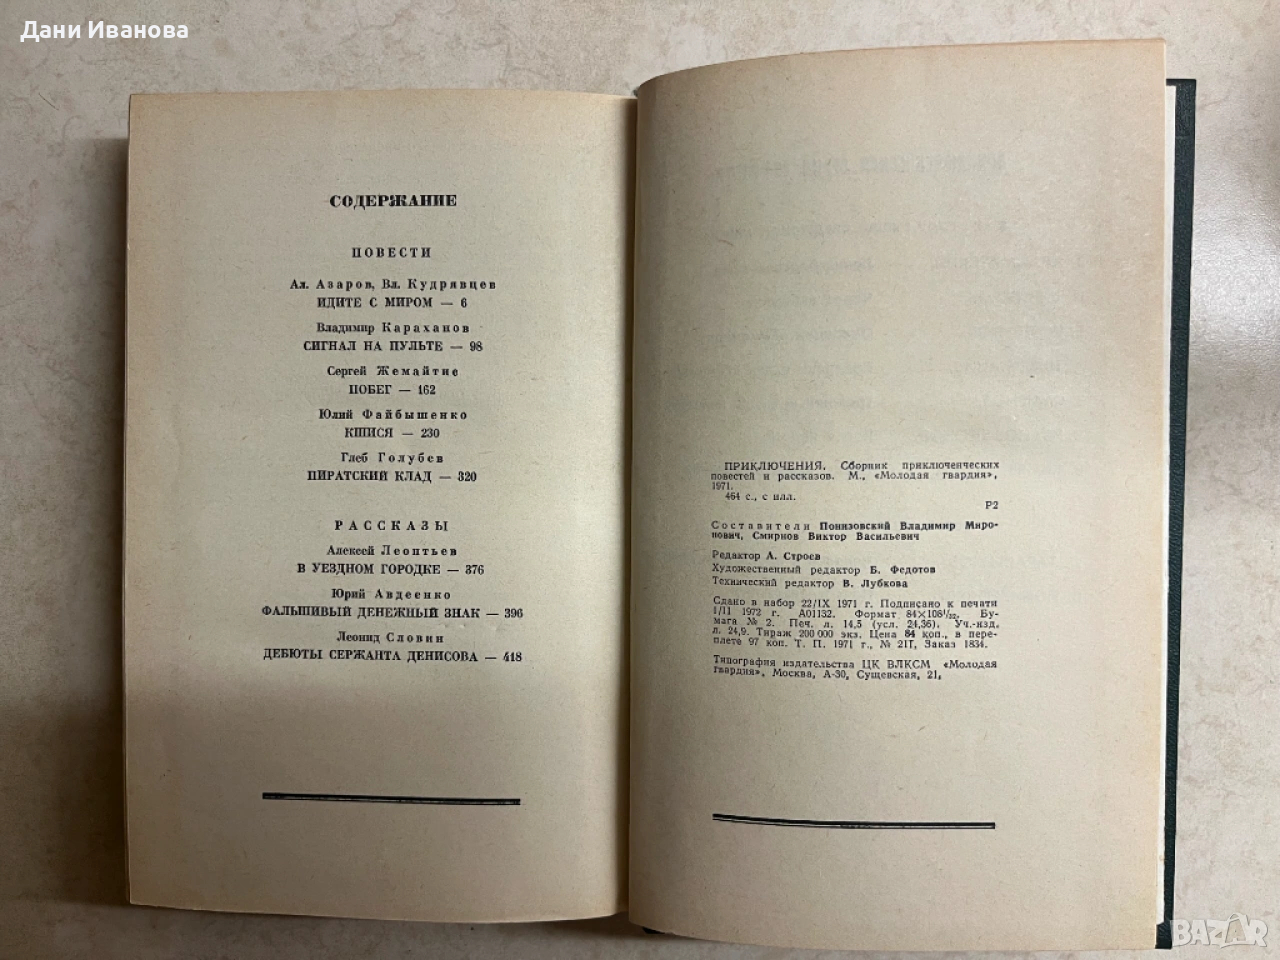 Дани Иванова
СОДЕРЖАНИЕ
ПОВЕСТИ
Ал. Азаров, Вл. Кудрявцев
ИДИТЕ С МИРОМ — 6
Владимир Караханов
СИГНАЛ НА ПУЛЬТЕ — 98
Сергей Жемайтис
ПОБЕГ — 162
Юлий Файбышенко
КШИСЯ — 230
Глеб Голубев
ПИРАТСКИЙ КЛАД — 320
РАССКАЗЫ
Алексей Леонтьев
В УЕЗДНОМ ГОРОДКЕ — 376
Юрий Авдеенко
ФАЛЬШИВЫЙ ДЕНЕЖНЫЙ ЗНАК — 396
Леонид Словин
ДЕБЮТЫ СЕРЖАНТА ДЕНИСОВА — 418
ПРИКЛЮЧЕНИЯ. Сборник приключенческих
повестей и рассказов. М., «Молодая гвардия»,
1971.
464 с., с илл.
Р2
Составители Понизовский Владимир Миро-
нович, Смирнов Виктор Васильевич
Редактор А. Строев
Художественный редактор Б. Федотов
Технический редактор В. Лубкова
Сдано в набор 22/IX 1971 г. Подписано к печати
1/II 1972 г. А01132. Формат 84×108¹/₃₂. Бу-
мага № 2. Печ. л. 14,5 (усл. 24,36). Уч.-изд.
л. 24,9. Тираж 200 000 экз. Цена 84 коп., в пере-
плете 97 коп. Т. П. 1971 г., № 217, Заказ 1834.
Типография издательства ЦК ВЛКСМ «Молодая
гвардия», Москва, А-30, Сущевская, 21.
BAZAR